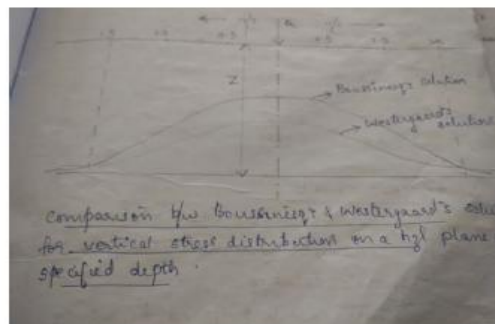 Z
Boussinesq's solution
Westergaard's
solution
comparison b/w Boussinesq's & Westergaard's
for vertical stress distribution on a hzl plane
specified depth.